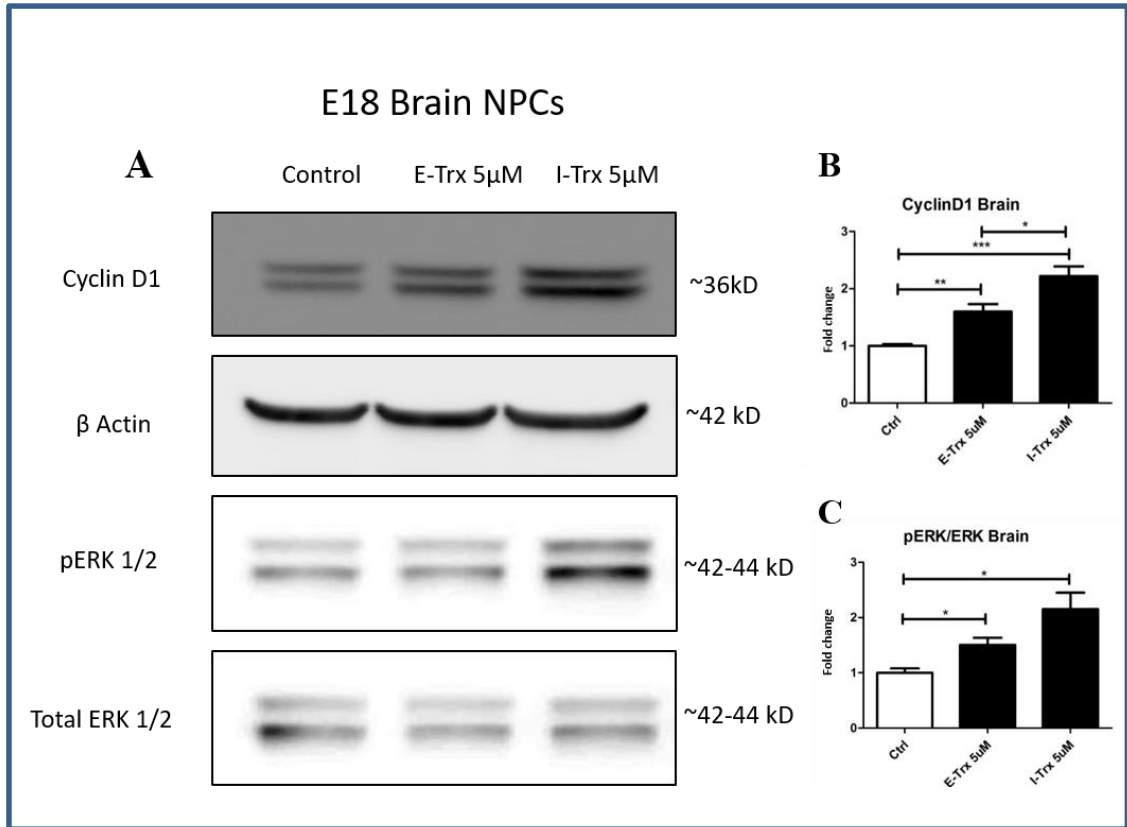 E18 Brain NPCs
A
Control E-Trx 5μM I-Trx 5μM
Cyclin D1
~36kD
β Actin
~42 kD
pERK 1/2
~42-44 kD
Total ERK 1/2
~42-44 kD
B
CyclinD1 Brain
*
***
**
Fold change
3
2
1
0
Ctrl
E-Trx 5uM
I-Trx 5uM
C
pERK/ERK Brain
*
*
Fold change
3
2
1
0
Ctrl
E-Trx 5uM
I-Trx 5uM